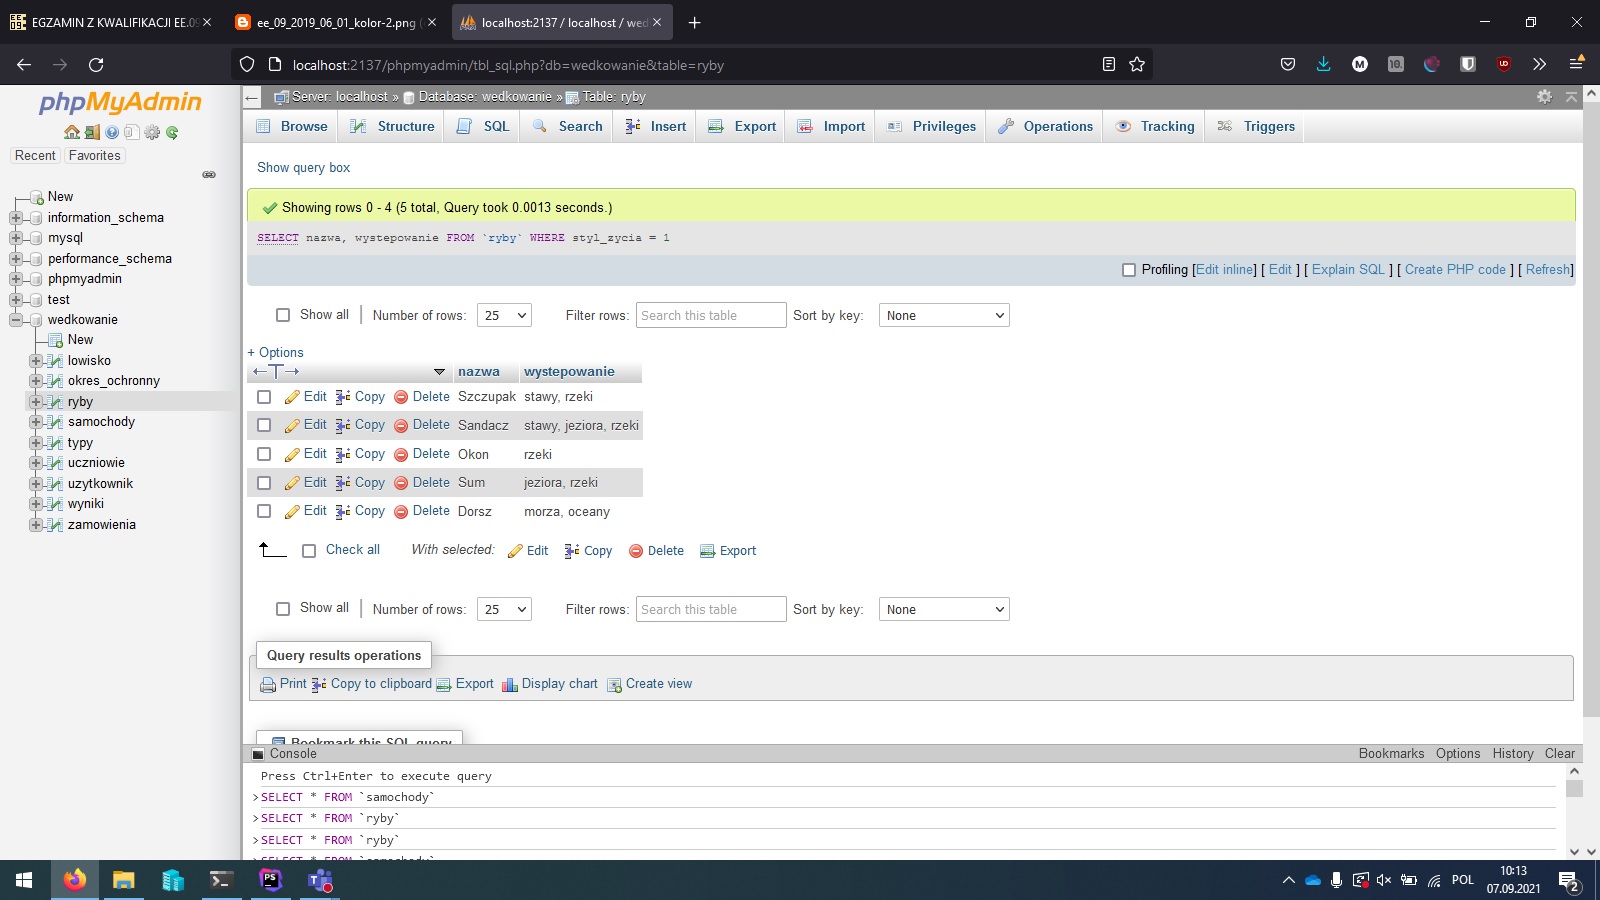 EGZAMIN Z KWALIFIKACJI EE.09
ee_09_2019_06_01_kolor-2.png (
localhost:2137 / localhost / wed
localhost:2137/phpmyadmin/tbl_sql.php?db=wedkowanie&table=ryby
phpMyAdmin
Recent Favorites
New
information_schema
mysql
performance_schema
phpmyadmin
test
wedkowanie
New
lowisko
okres_ochronny
ryby
samochody
typy
uczniowie
uzytkownik
wyniki
zamowienia
Server: localhost » Database: wedkowanie » Table: ryby
Browse Structure SQL Search Insert Export Import Privileges Operations Tracking Triggers
Show query box
Showing rows 0 - 4 (5 total, Query took 0.0013 seconds.)
SELECT nazwa, wystepowanie FROM `ryby` WHERE styl_zycia = 1
Profiling [Edit inline] [ Edit ] [ Explain SQL ] [ Create PHP code ] [ Refresh]
Show all Number of rows: 25 Filter rows: Search this table Sort by key: None
+ Options
←T→ nazwa wystepowanie
Edit Copy Delete Szczupak stawy, rzeki
Edit Copy Delete Sandacz stawy, jeziora, rzeki
Edit Copy Delete Okon rzeki
Edit Copy Delete Sum jeziora, rzeki
Edit Copy Delete Dorsz morza, oceany
Check all With selected: Edit Copy Delete Export
Show all Number of rows: 25 Filter rows: Search this table Sort by key: None
Query results operations
Print Copy to clipboard Export Display chart Create view
Bookmark this SQL query
Console Bookmarks Options History Clear
Press Ctrl+Enter to execute query
>SELECT * FROM `samochody`
>SELECT * FROM `ryby`
>SELECT * FROM `ryby`
>SELECT * FROM `samochody`
POL 10:13
07.09.2021
2